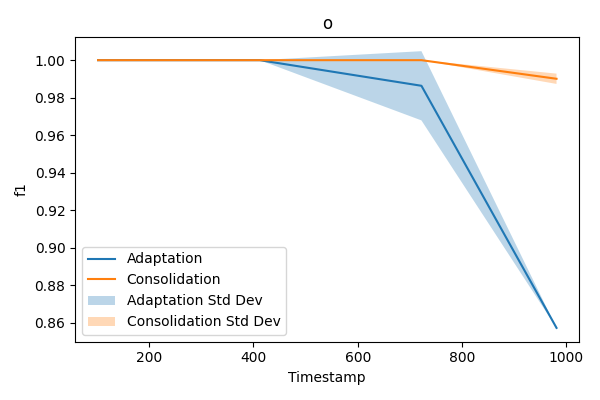 o
1.00
0.98
0.96
0.94
0.92
0.90
0.88
0.86
f1
Adaptation
Consolidation
Adaptation Std Dev
Consolidation Std Dev
200 400 600 800 1000
Timestamp